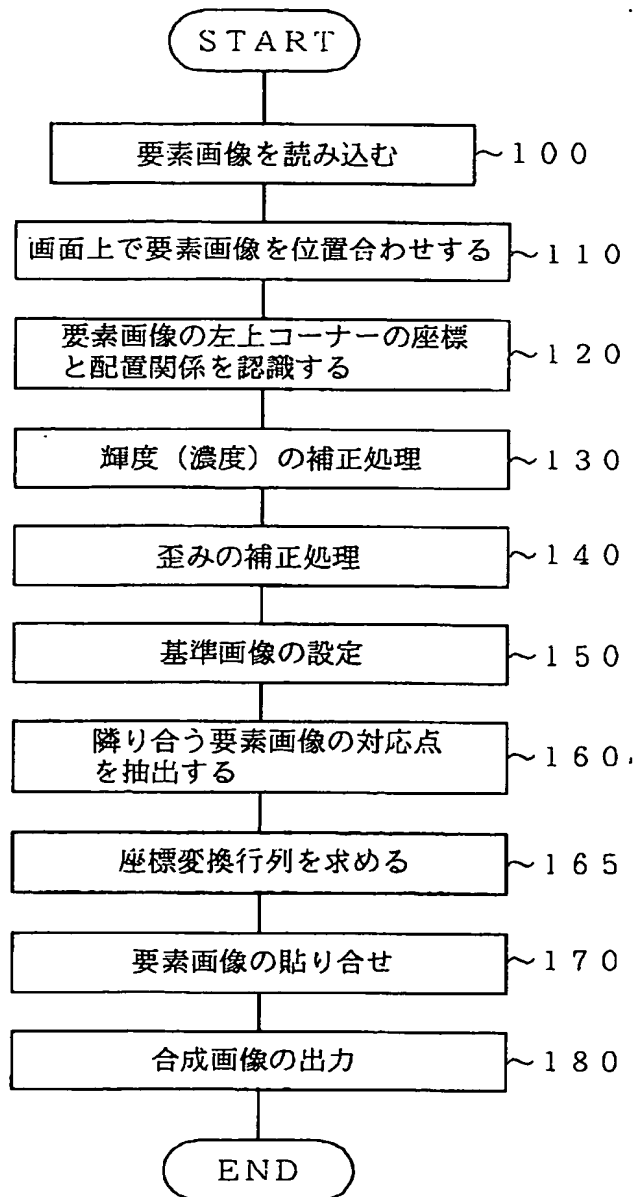 START
要素画像を読み込む ～100
画面上で要素画像を位置合わせする ～110
要素画像の左上コーナーの座標
と配置関係を認識する ～120
輝度（濃度）の補正処理 ～130
歪みの補正処理 ～140
基準画像の設定 ～150
隣り合う要素画像の対応点
を抽出する ～160
座標変換行列を求める ～165
要素画像の貼り合せ ～170
合成画像の出力 ～180
END